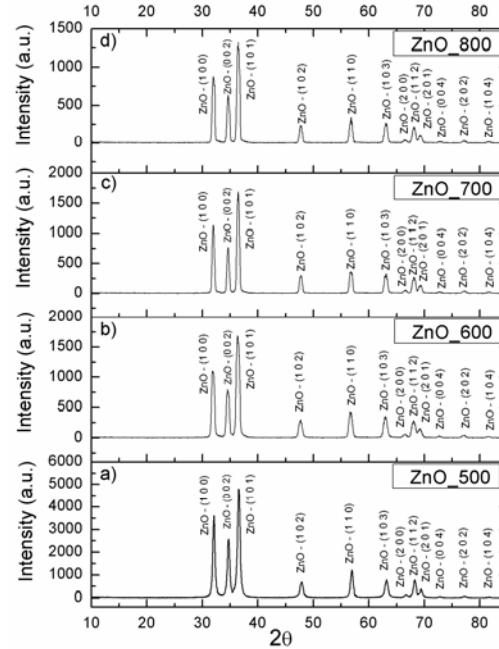 10 20 30 40 50 60 70 80
1500
1000
500
0
Intensity (a.u.)
d)
ZnO_800
ZnO - (1 0 0)
ZnO - (0 0 2)
ZnO - (1 0 1)
ZnO - (1 0 2)
ZnO - (1 1 0)
ZnO - (1 0 3)
ZnO - (2 0 0)
ZnO - (1 1 2)
ZnO - (2 0 1)
ZnO - (0 0 4)
ZnO - (2 0 2)
ZnO - (1 0 4)
2000
1500
1000
500
0
Intensity (a.u.)
c)
ZnO_700
ZnO - (1 0 0)
ZnO - (0 0 2)
ZnO - (1 0 1)
ZnO - (1 0 2)
ZnO - (1 1 0)
ZnO - (1 0 3)
ZnO - (2 0 0)
ZnO - (1 1 2)
ZnO - (2 0 1)
ZnO - (0 0 4)
ZnO - (2 0 2)
ZnO - (1 0 4)
2000
1500
1000
500
0
Intensity (a.u.)
b)
ZnO_600
ZnO - (1 0 0)
ZnO - (0 0 2)
ZnO - (1 0 1)
ZnO - (1 0 2)
ZnO - (1 1 0)
ZnO - (1 0 3)
ZnO - (2 0 0)
ZnO - (1 1 2)
ZnO - (2 0 1)
ZnO - (0 0 4)
ZnO - (2 0 2)
ZnO - (1 0 4)
6000
5000
4000
3000
2000
1000
0
Intensity (a.u.)
a)
ZnO_500
ZnO - (1 0 0)
ZnO - (0 0 2)
ZnO - (1 0 1)
ZnO - (1 0 2)
ZnO - (1 1 0)
ZnO - (1 0 3)
ZnO - (2 0 0)
ZnO - (1 1 2)
ZnO - (2 0 1)
ZnO - (0 0 4)
ZnO - (2 0 2)
ZnO - (1 0 4)
10 20 30 40 50 60 70 80
2θ